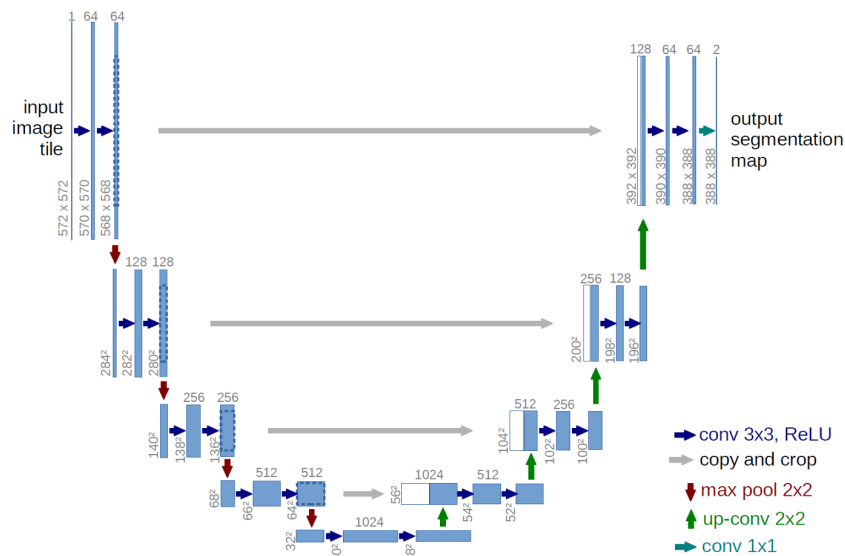 1 64 64
128 64 64 2
input
image
tile
output
segmentation
map
572 x 572
570 x 570
568 x 568
392 x 392
390 x 390
388 x 388
388 x 388
128 128
256 128
284²
282²
280²
200²
198²
196²
256 256
512 256
140²
138²
136²
104²
102²
100²
512 512
1024 512
68²
66²
64²
56²
54²
52²
1024
32²
0²
8²
conv 3x3, ReLU
copy and crop
max pool 2x2
up-conv 2x2
conv 1x1